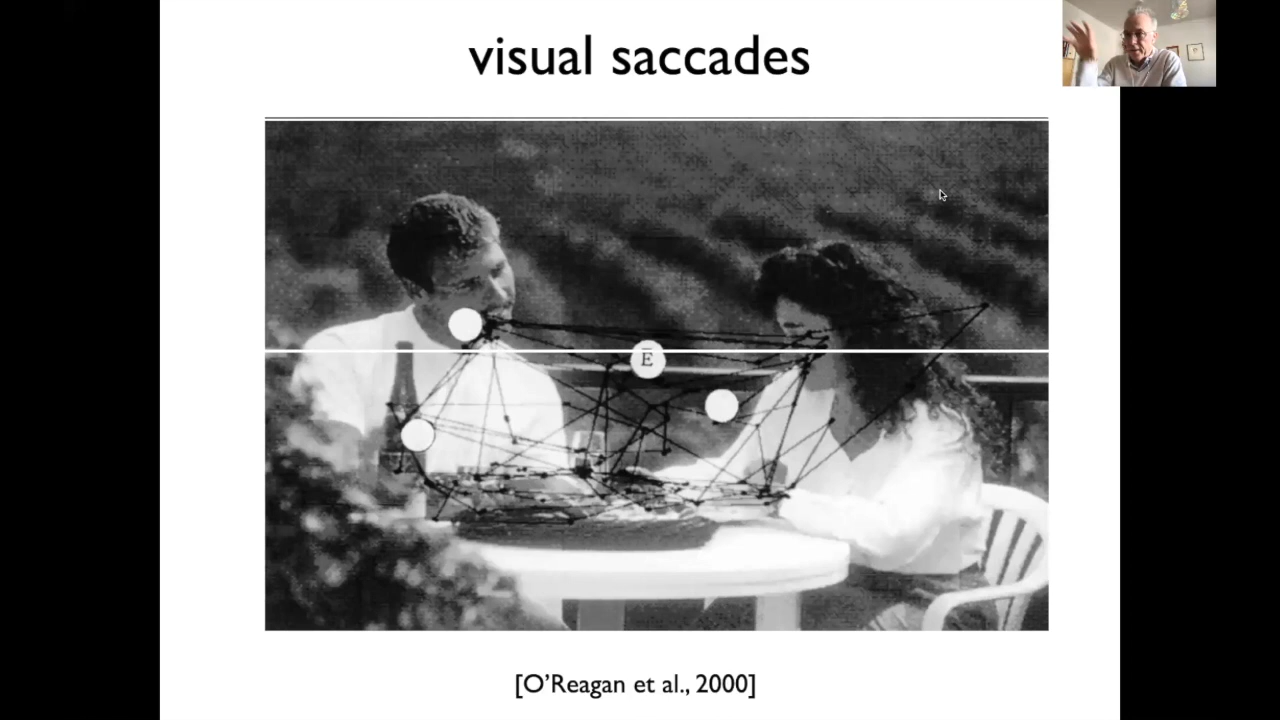 visual saccades
Ē
[O'Reagan et al., 2000]